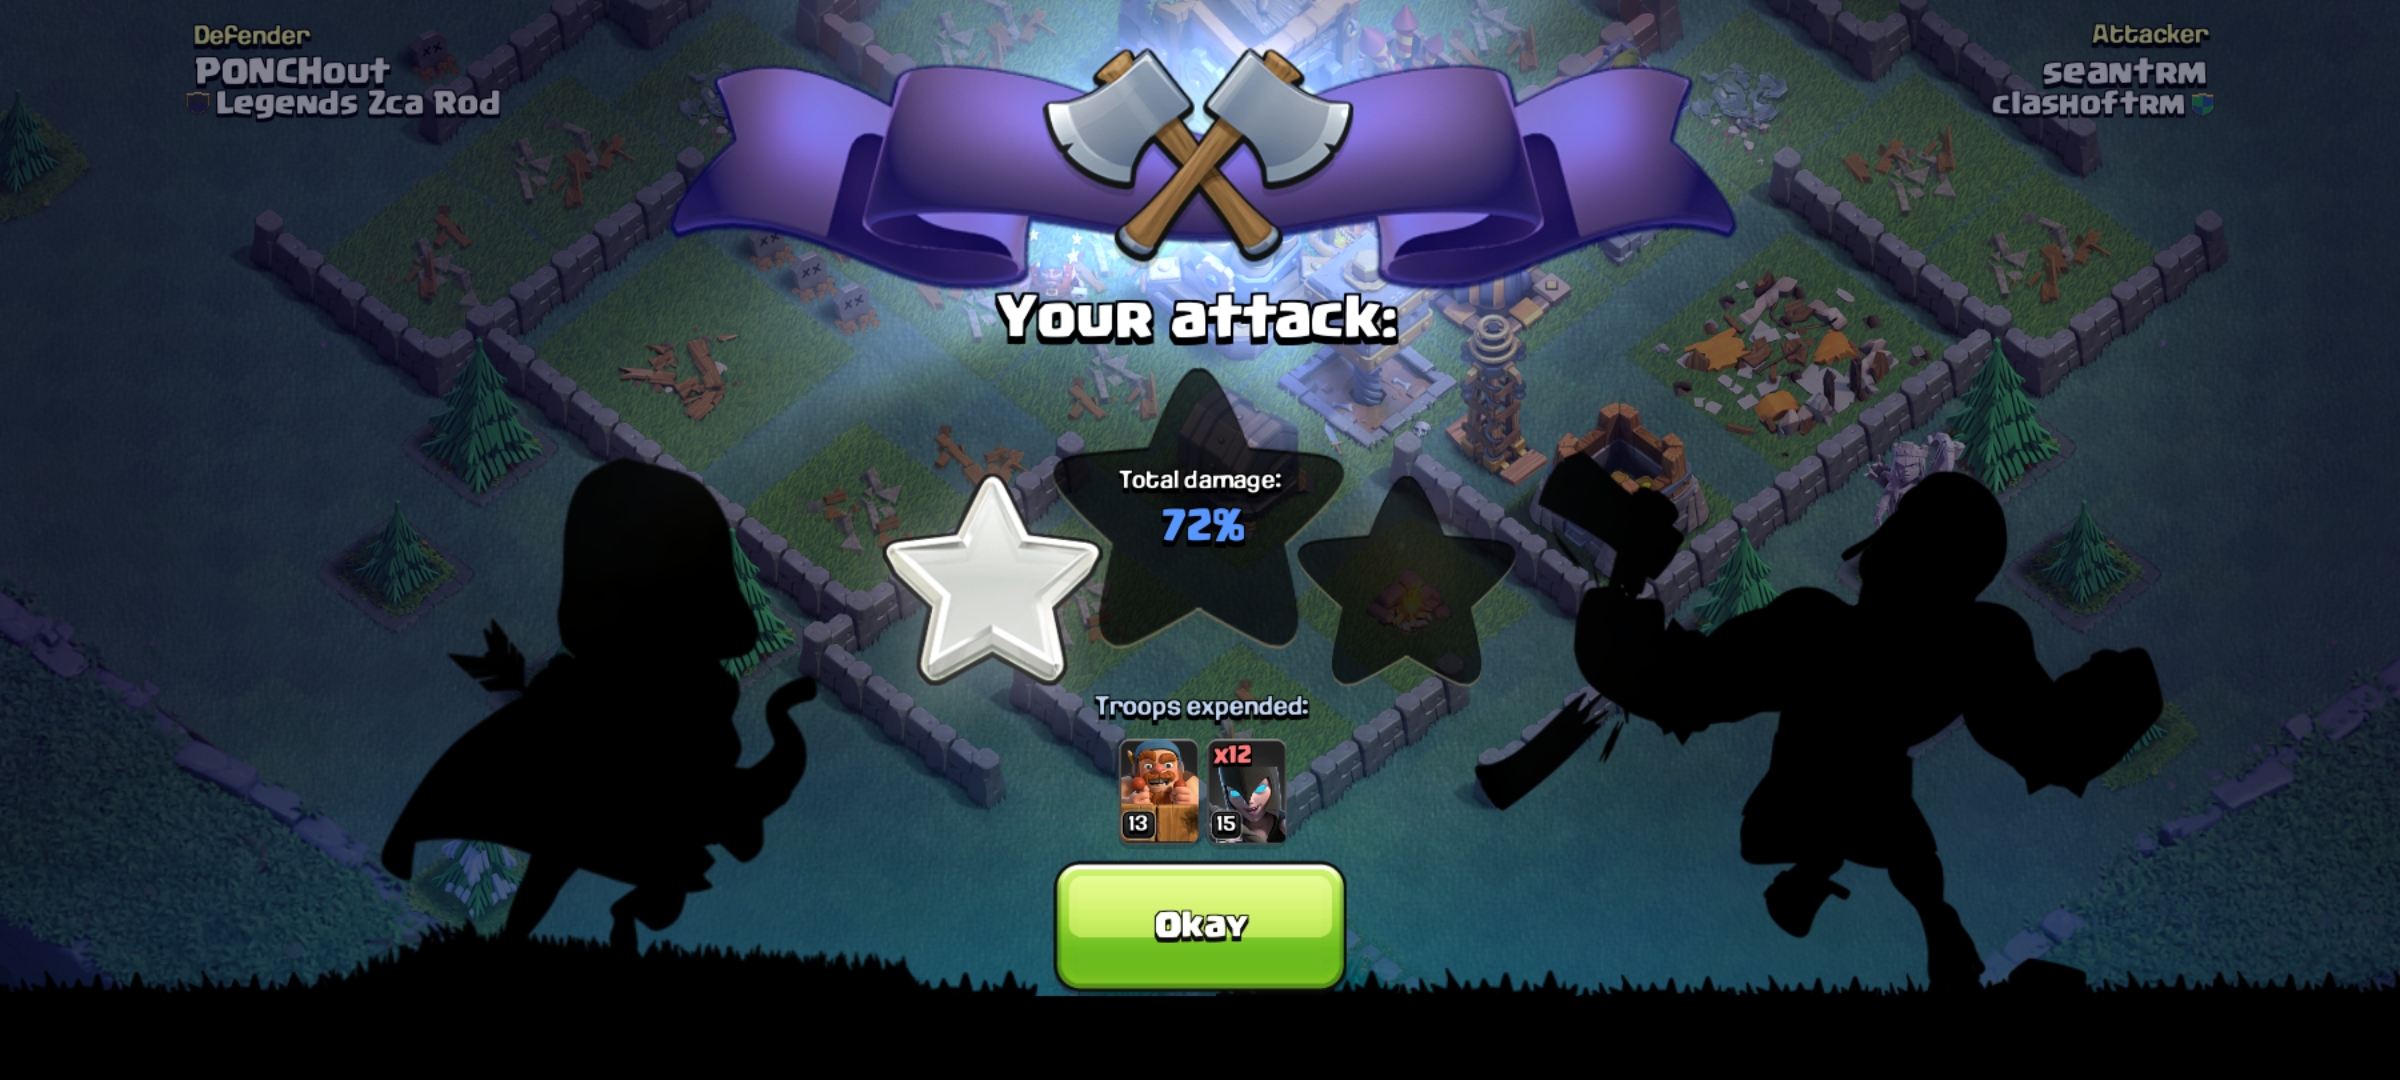 Defender
PONCHout
Legends Zca Rod
Attacker
seantRM
clashoftRM
Your attack:
Total damage:
72%
Troops expended:
x12
13
15
Okay